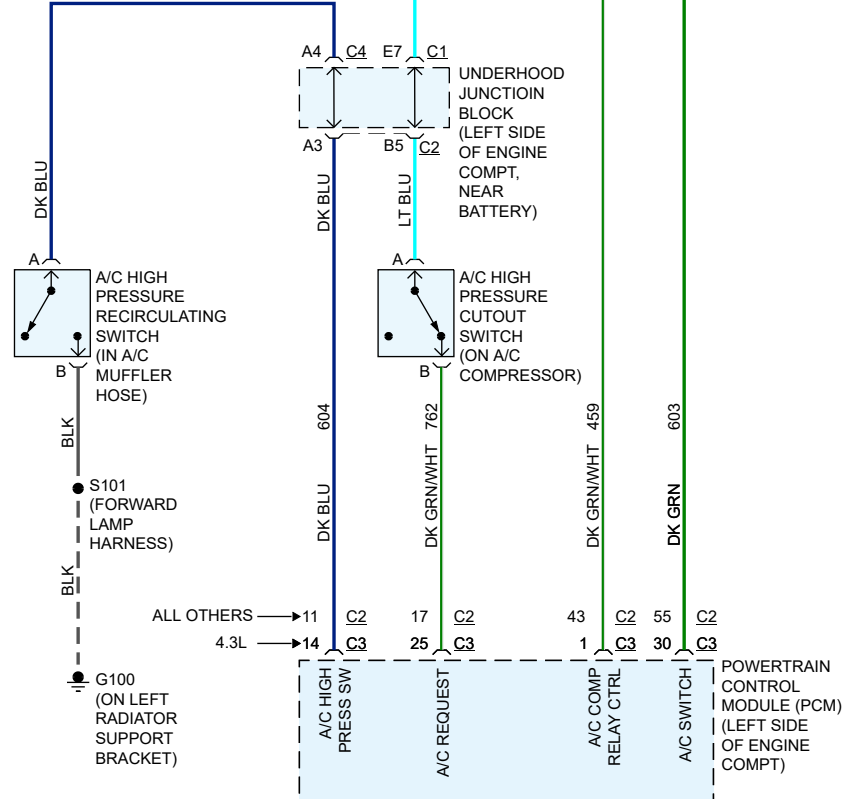 A4 C4 E7 C1
UNDERHOOD
JUNCTIOIN
BLOCK
(LEFT SIDE
OF ENGINE
COMPT,
NEAR
BATTERY)
A3 B5 C2
DK BLU
DK BLU
LT BLU
A
A/C HIGH
PRESSURE
RECIRCULATING
SWITCH
(IN A/C
MUFFLER
HOSE)
B
A
A/C HIGH
PRESSURE
CUTOUT
SWITCH
(ON A/C
COMPRESSOR)
B
BLK
604
762
459
603
S101
(FORWARD
LAMP
HARNESS)
DK BLU
DK GRN/WHT
DK GRN/WHT
DK GRN
BLK
ALL OTHERS 11 C2 17 C2 43 C2 55 C2
4.3L 14 C3 25 C3 1 C3 30 C3
G100
(ON LEFT
RADIATOR
SUPPORT
BRACKET)
A/C HIGH
PRESS SW
A/C REQUEST
A/C COMP
RELAY CTRL
A/C SWITCH
POWERTRAIN
CONTROL
MODULE (PCM)
(LEFT SIDE
OF ENGINE
COMPT)